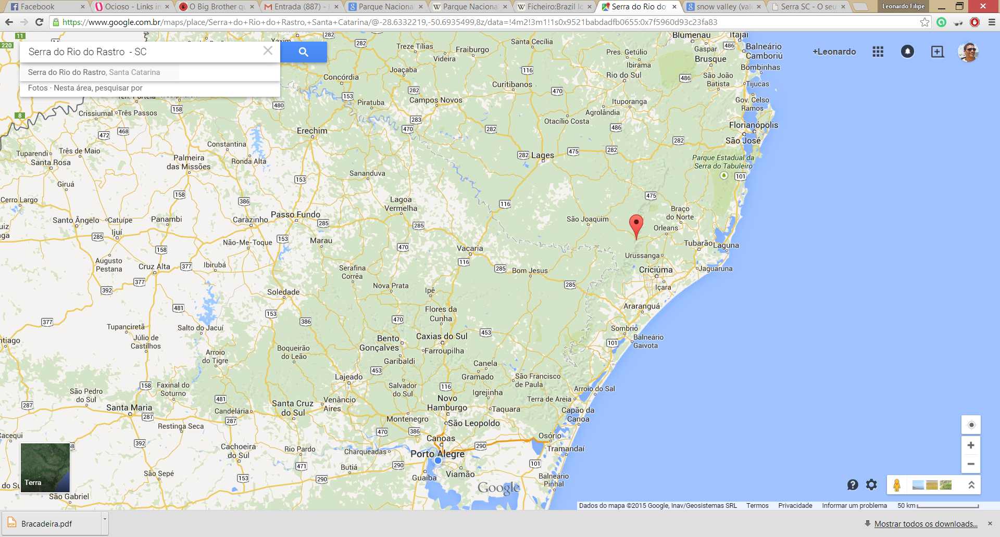 Facebook
Ocioso - Links in
O Big Brother qu
Entrada (887) -
Parque Nacional
Parque Nacional
Ficheiro:Brazil lo
Serra do Rio do
snow valley (vale
Serra SC - O seu
Leonardo Filipe
https://www.google.com.br/maps/place/Serra+do+Rio+do+Rastro,+Santa+Catarina/@-28.6332219,-50.6935499,8z/data=!4m2!3m1!1s0x9521babdadfb0655:0x7f5960d93c23fa83
Serra do Rio do Rastro  - SC
Serra do Rio do Rastro, Santa Catarina
Fotos · Nesta área, pesquisar por
+Leonardo
11
220
8
Xaxim
282
282
Santa Cecília
Treze Tílias
Fraiburgo
Videira
Blumenau
Itajaí
Gaspar
486
Balneário
Camboriú
Pres. Getúlio
Brusque
Ibirama
Bombinhas
Joaçaba
116
Concórdia
Rio do Sul
486
São João
Batista
Tijucas
Curitibanos
282
470
153
Piratuba
Campos Novos
Ituporanga
Gov. Celso
Ramos
Crissiumal
Três Passos
158
480
Agrolândia
283
Otacílio Costa
Florianópolis
468
472
Erechim
470
282
486
São José
Constantina
282
Tuparendi
Três de Maio
Santa Rosa
Palmeira
das Missões
Ronda Alta
282
Lages
475
282
Parque Estadual da
Serra do Tabuleiro
Sananduva
101
Giruá
153
158
386
Lagoa
Vermelha
116
475
Cerro Largo
Passo Fundo
Santo Ângelo
Catuípe
Panambi
Caràzinho
285
285
São Joaquim
Braço
do Norte
Orleans
Ijuí
285
Não-Me-Toque
153
Marau
470
Vacaria
Tubarão
Laguna
158
Augusto
Pestana
Cruz Alta
377
Ibirubá
116
Urussanga
Serafina
Corrêa
285
Bom Jesus
Criciúma
Jaguaruna
Içara
377
392
Soledade
Nova Prata
Ipê
285
481
Flores da
Cunha
Araranguá
377
153
386
470
Tupanciretã
Salto do Jacuí
Júlio de
Castilhos
453
Sombrio
Bento
Gonçalves
Caxias do Sul
101
Balneário
Gaivota
Arroio
do Tigre
Boqueirão
do Leão
Farroupilha
Garibaldi
Canela
453
Gramado
São Francisco
de Paula
Lajeado
158
Faxinal do
Soturno
São Pedro
do Sul
Salvador
do Sul
116
Igrejinha
Arroio do Sal
481
Novo
Hamburgo
Terra de Areia
287
Santa Maria
Santa Cruz
do Sul
Venâncio
Aires
Candelária
Taquara
Capão da
Canoa
287
287
Montenegro
São Leopoldo
Restinga Seca
470
386
Cacequi
Canoas
Osório
392
Cachoeira
do Sul
Rio Pardo
Charqueadas
290
Tramandaí
Porto Alegre
471
Butiá
290
101
São Sepé
153
290
Guaíba
Viamão
Balneário
Pinhal
Terra
São Gabriel
Google
Dados do mapa ©2015 Google, Inav/Geosistemas SRL
Termos
Privacidade
Informar um problema
50 km
Bracadeira.pdf
Mostrar todos os downloads...